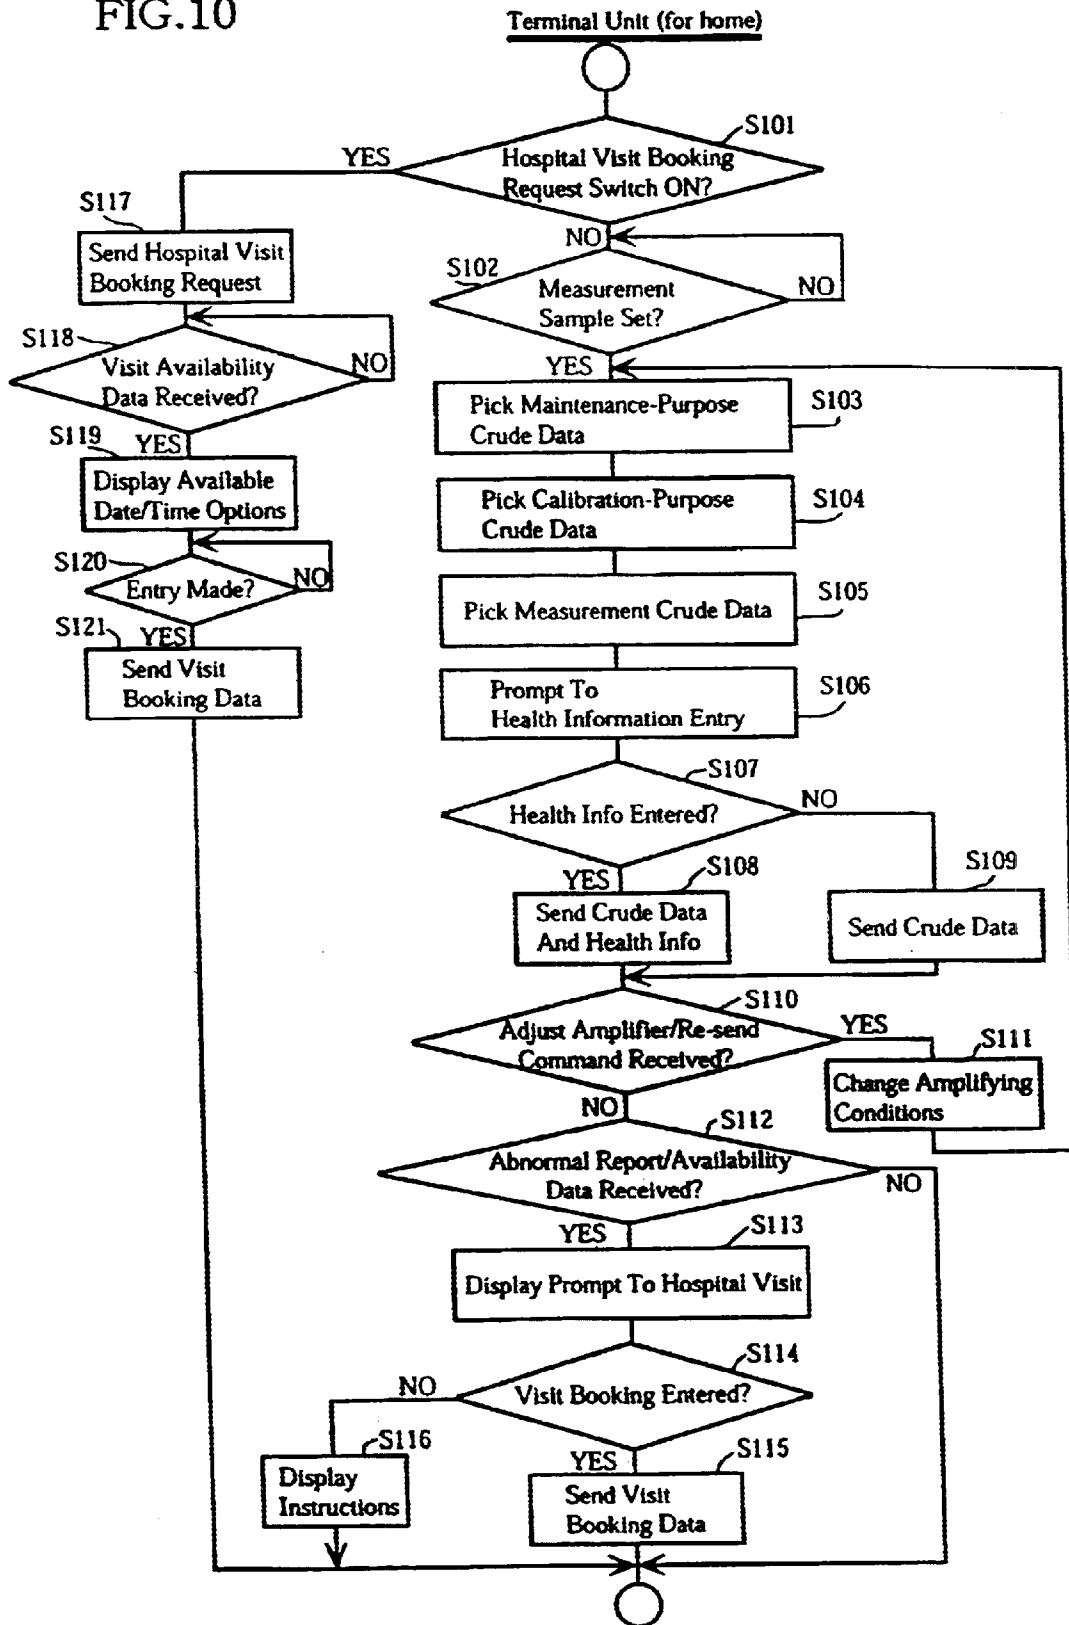 FIG.10
Terminal Unit (for home)
S101
YES
Hospital Visit Booking
Request Switch ON?
S117
NO
Send Hospital Visit
Booking Request
S102
Measurement
Sample Set?
NO
S118
Visit Availability
Data Received?
NO
YES
Pick Maintenance-Purpose
Crude Data
S103
S119
YES
Display Available
Date/Time Options
Pick Calibration-Purpose
Crude Data
S104
S120
Entry Made?
NO
Pick Measurement Crude Data
S105
S121
YES
Send Visit
Booking Data
Prompt To
Health Information Entry
S106
S107
Health Info Entered?
NO
YES
S108
S109
Send Crude Data
And Health Info
Send Crude Data
S110
Adjust Amplifier/Re-send
Command Received?
YES
S111
Change Amplifying
Conditions
NO
S112
Abnormal Report/Availability
Data Received?
NO
YES
S113
Display Prompt To Hospital Visit
S114
NO
Visit Booking Entered?
S116
YES
S115
Display
Instructions
Send Visit
Booking Data